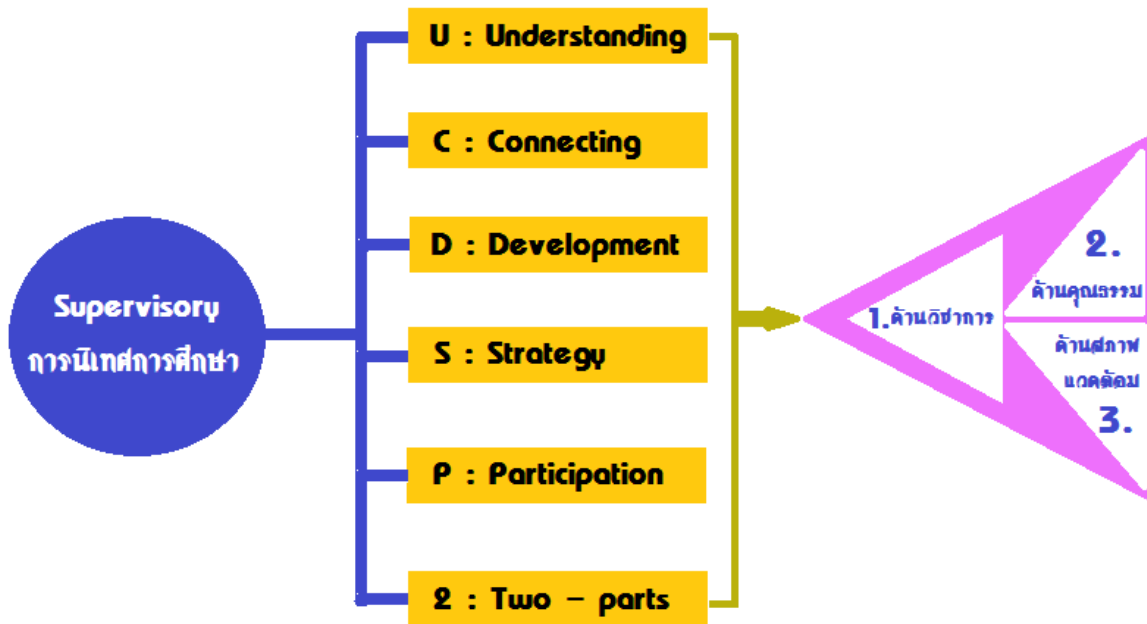 Supervisory
การนิเทศการศึกษา
U : Understanding
C : Connecting
D : Development
S : Strategy
P : Participation
2 : Two - parts
1.ด้านวิชาการ
2.
ด้านคุณธรรม
ด้านสภาพ
แวดล้อม
3.